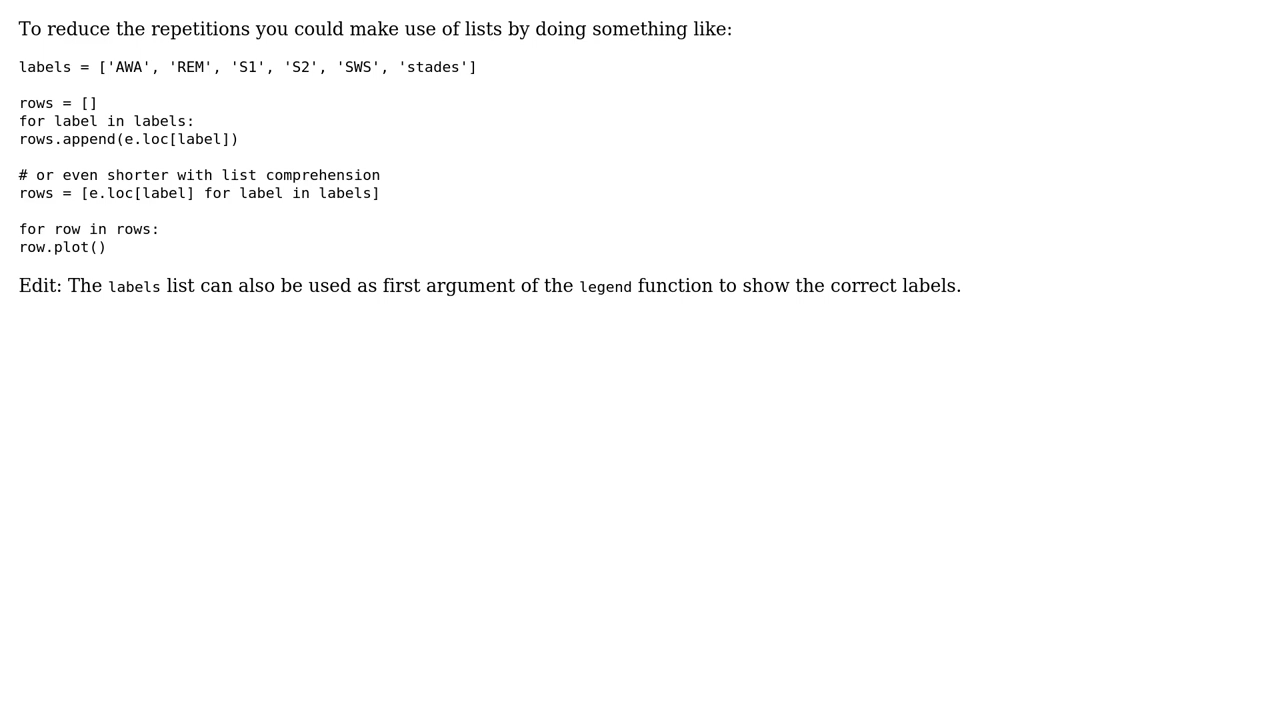 To reduce the repetitions you could make use of lists by doing something like:
labels = ['AWA', 'REM', 'S1', 'S2', 'SWS', 'stades']
rows = []
for label in labels:
rows.append(e.loc[label])
# or even shorter with list comprehension
rows = [e.loc[label] for label in labels]
for row in rows:
row.plot()
Edit: The labels list can also be used as first argument of the legend function to show the correct labels.